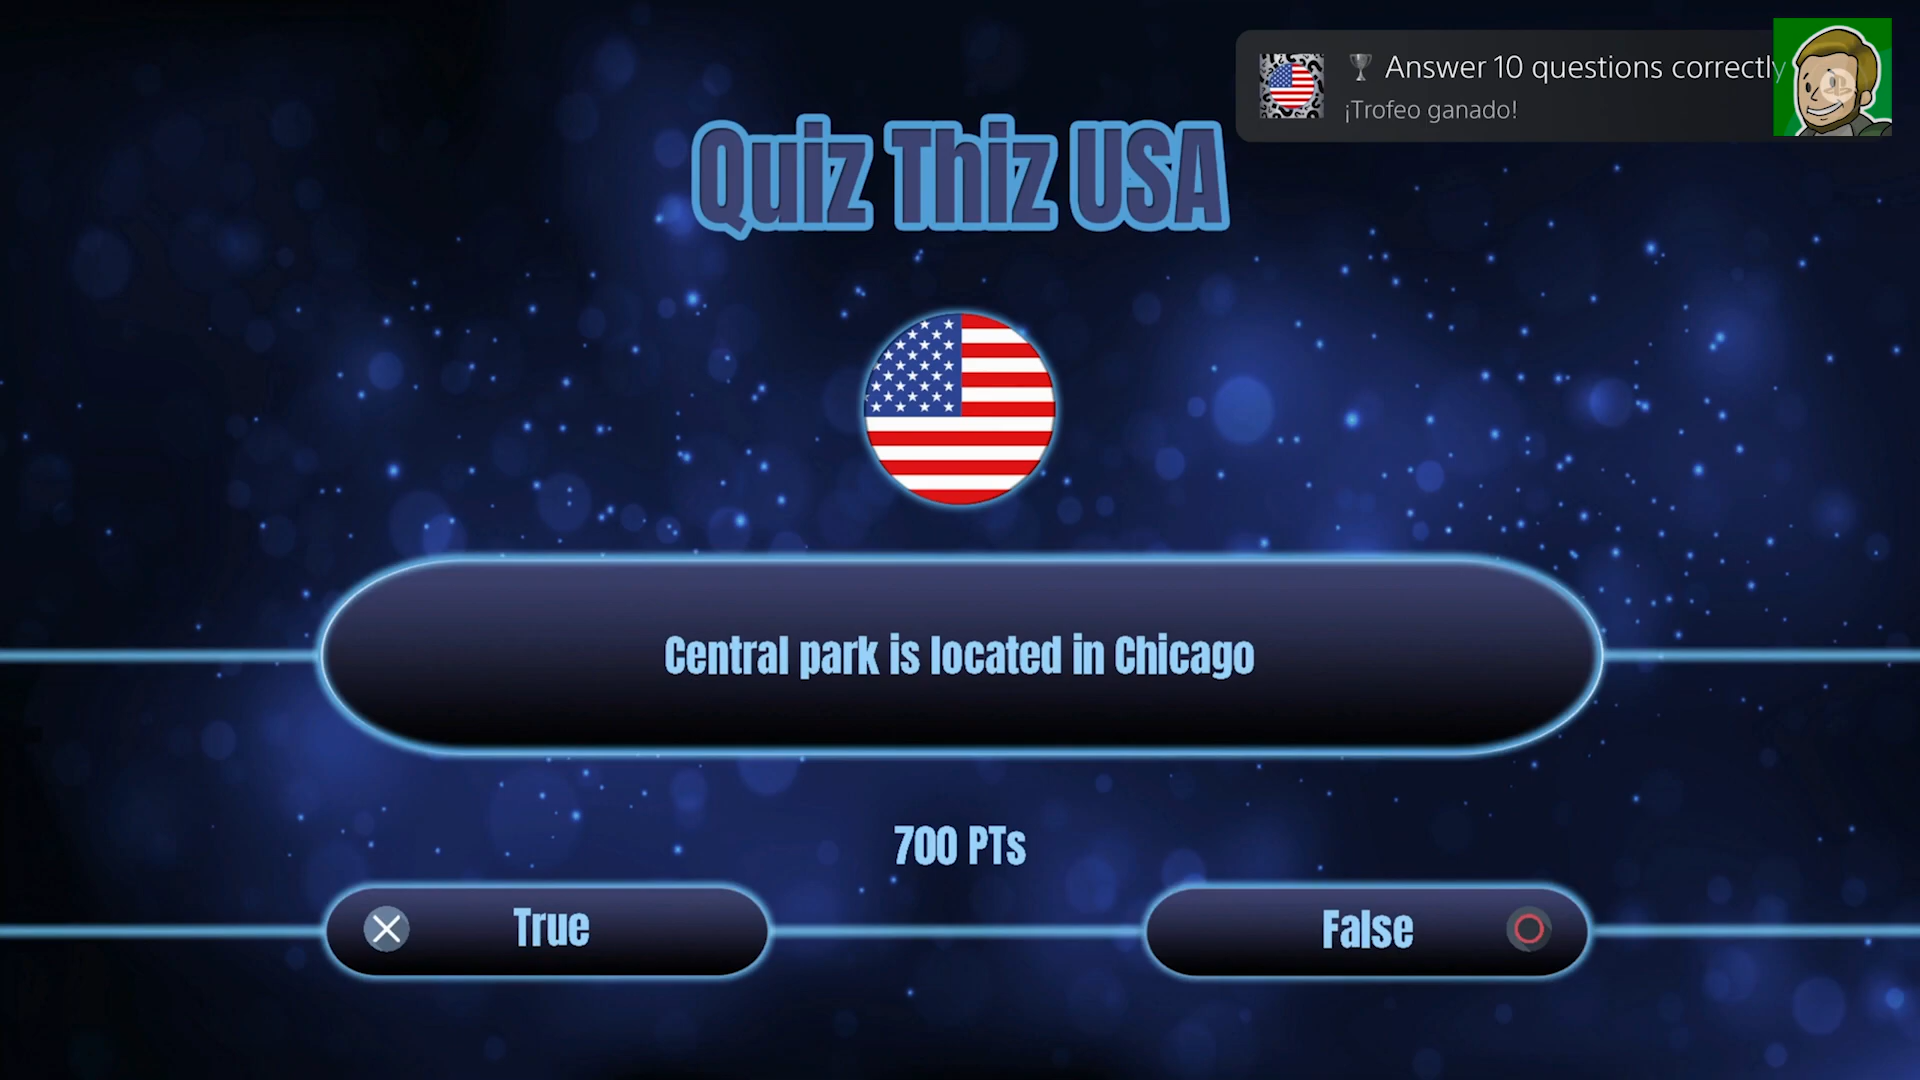 Answer 10 questions correctly
¡Trofeo ganado!
Quiz Thiz USA
Central park is located in Chicago
700 PTs
True
False